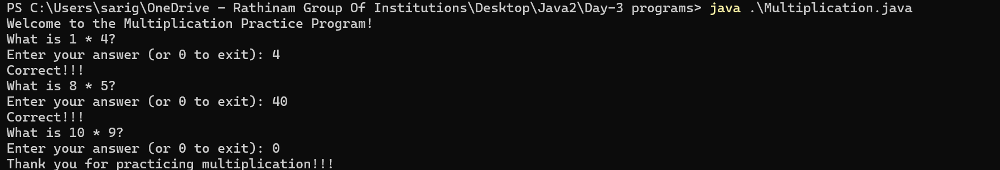 PS C:\Users\sarig\OneDrive - Rathinam Group Of Institutions\Desktop\Java2\Day-3 programs> java .\Multiplication.java
Welcome to the Multiplication Practice Program!
What is 1 * 4?
Enter your answer (or 0 to exit): 4
Correct!!!
What is 8 * 5?
Enter your answer (or 0 to exit): 40
Correct!!!
What is 10 * 9?
Enter your answer (or 0 to exit): 0
Thank you for practicing multiplication!!!